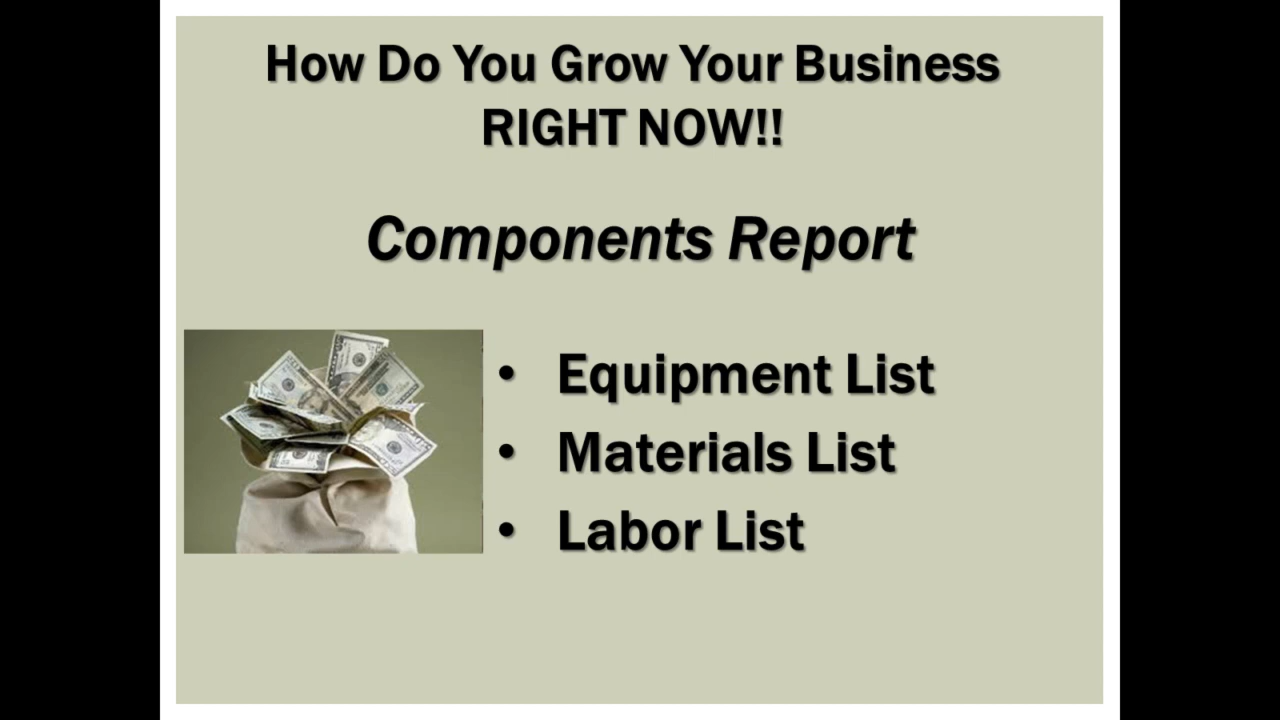 How Do You Grow Your Business
RIGHT NOW!!
Components Report
• Equipment List
• Materials List
• Labor List